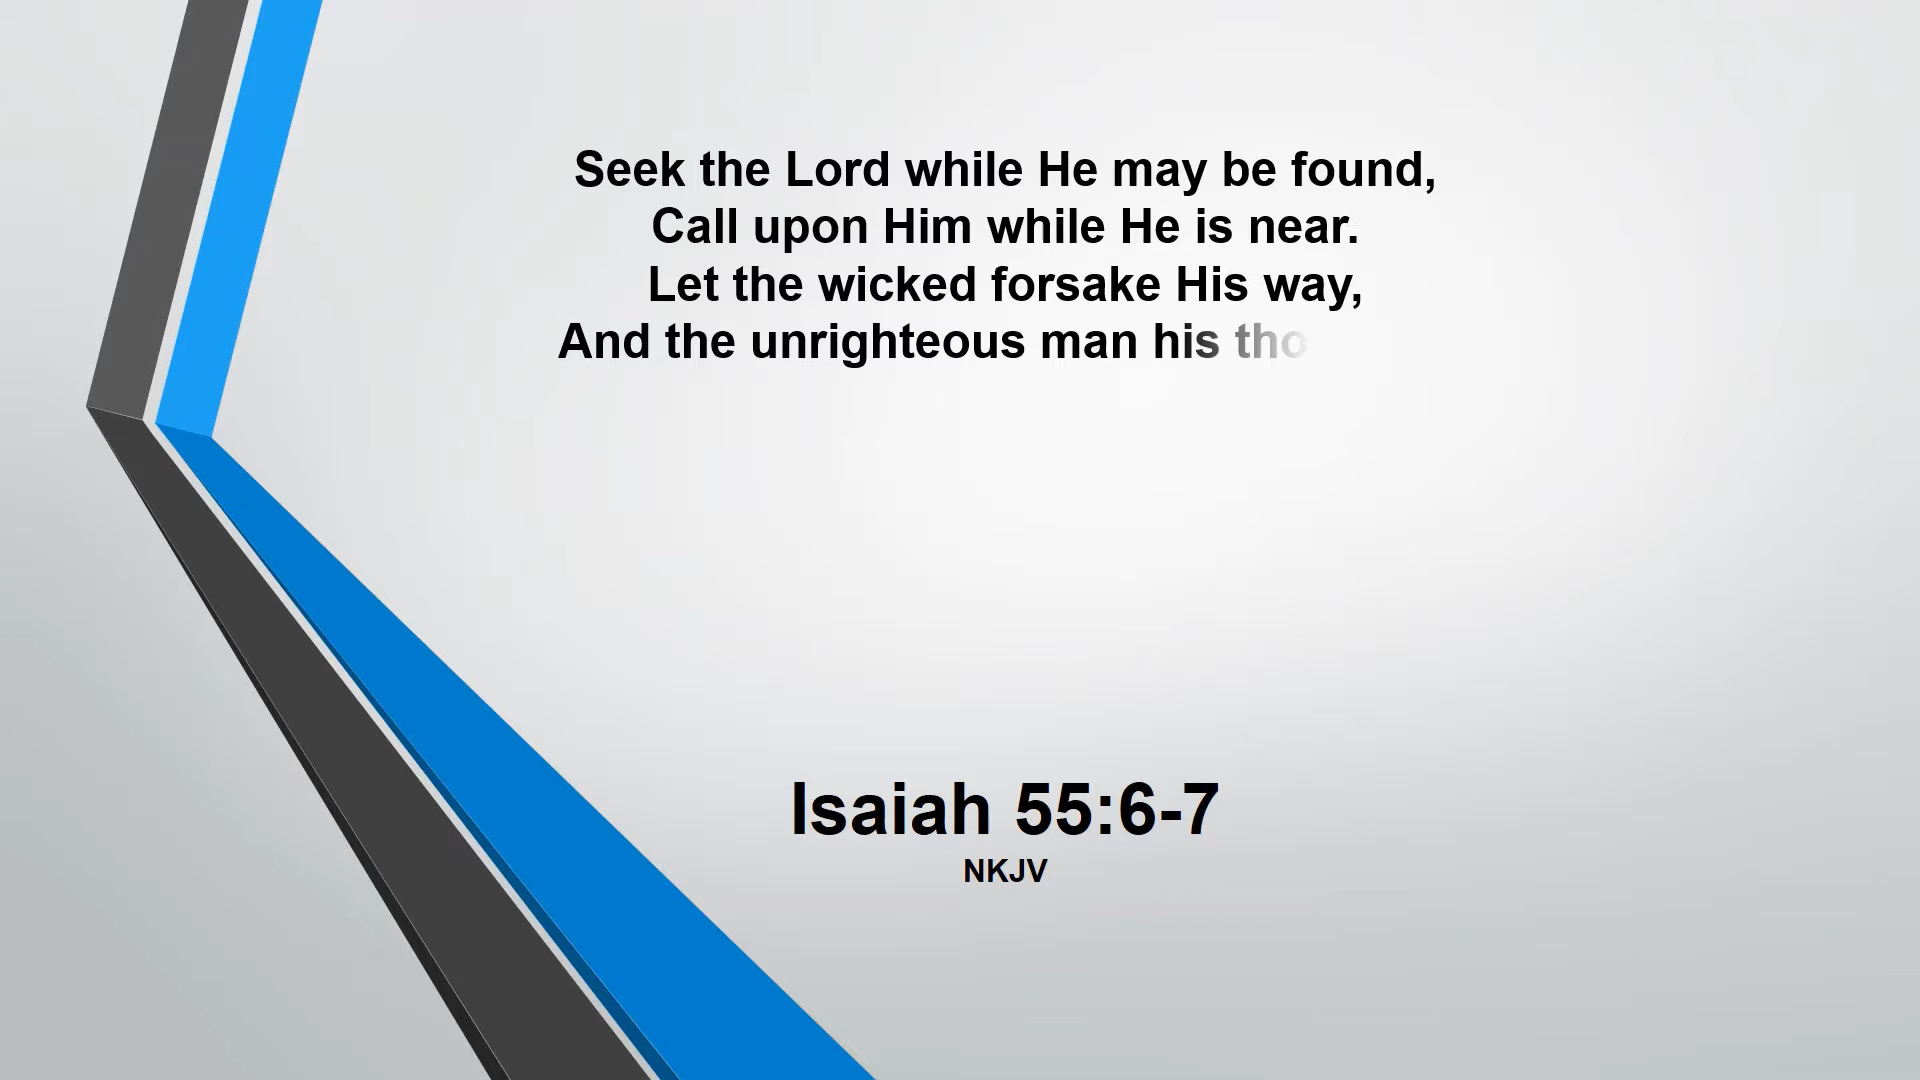 Seek the Lord while He may be found,
Call upon Him while He is near.
Let the wicked forsake His way,
And the unrighteous man his tho
Isaiah 55:6-7
NKJV